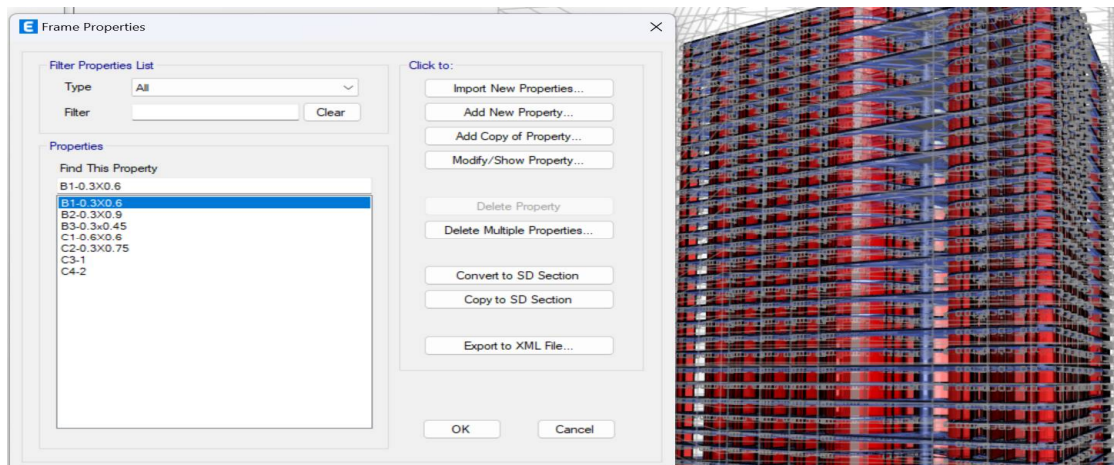 E Frame Properties
Filter Properties List
Type All
Filter Clear
Properties
Find This Property
B1-0.3X0.6
B1-0.3X0.6
B2-0.3X0.9
B3-0.3x0.45
C1-0.6X0.6
C2-0.3X0.75
C3-1
C4-2
Click to:
Import New Properties...
Add New Property...
Add Copy of Property...
Modify/Show Property...
Delete Property
Delete Multiple Properties...
Convert to SD Section
Copy to SD Section
Export to XML File...
OK Cancel